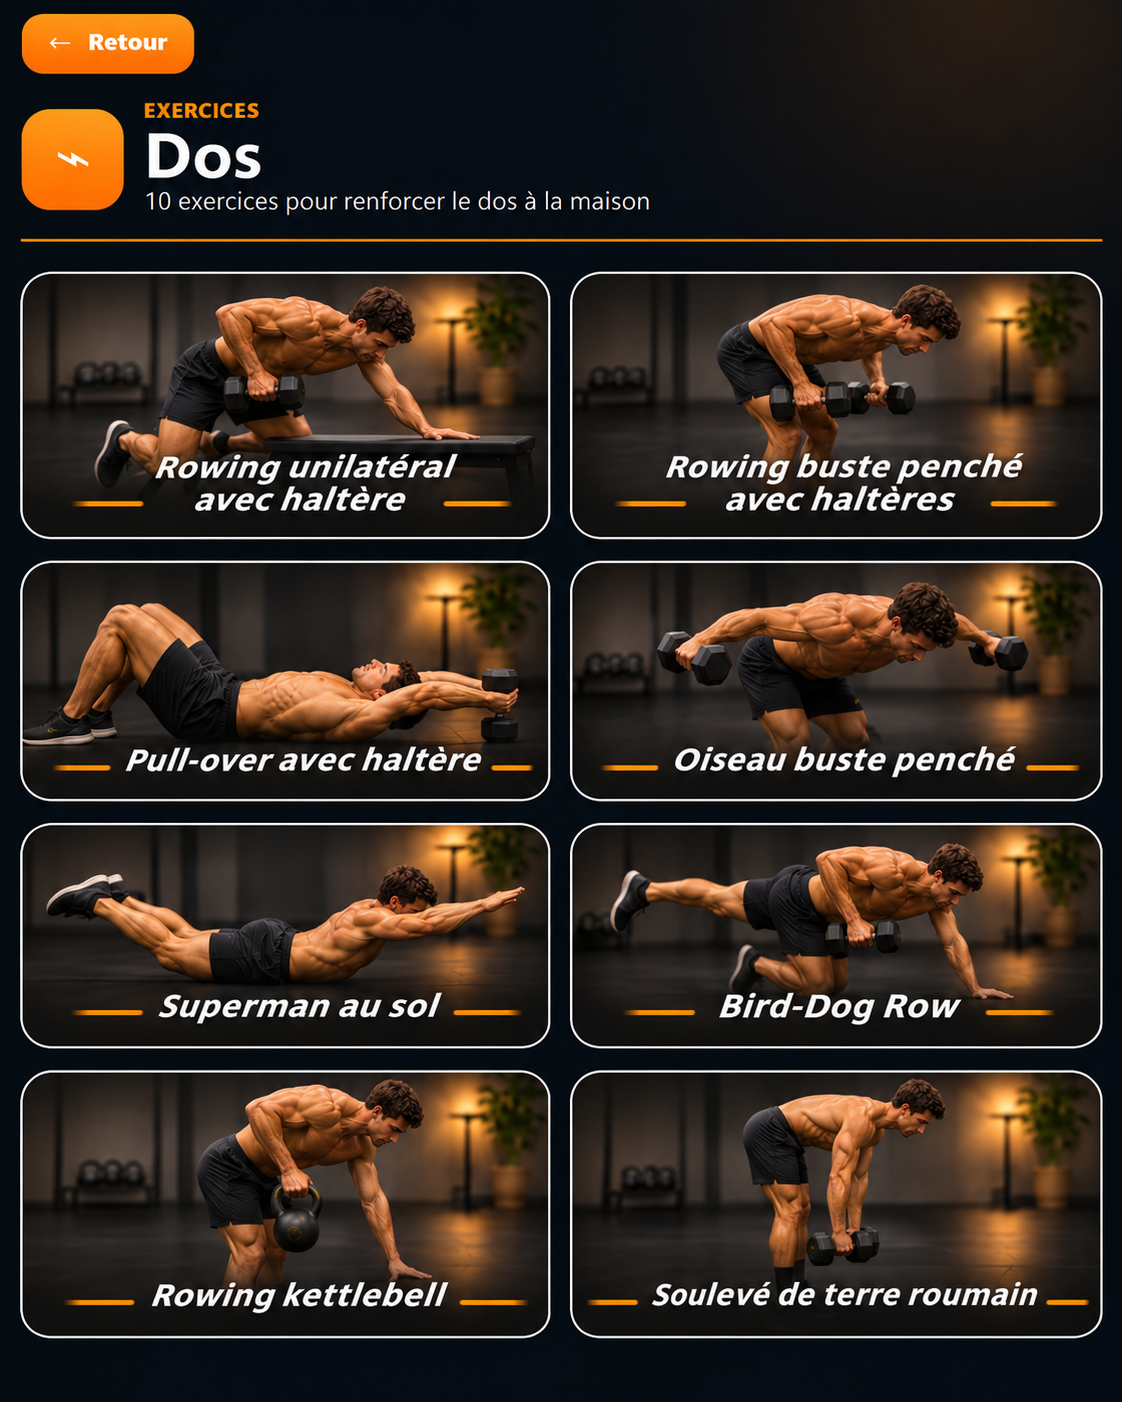 ← Retour
EXERCICES
Dos
10 exercices pour renforcer le dos à la maison
Rowing unilatéral
avec haltère
Rowing buste penché
avec haltères
Pull-over avec haltère
Oiseau buste penché
Superman au sol
Bird-Dog Row
Rowing kettlebell
Soulevé de terre roumain